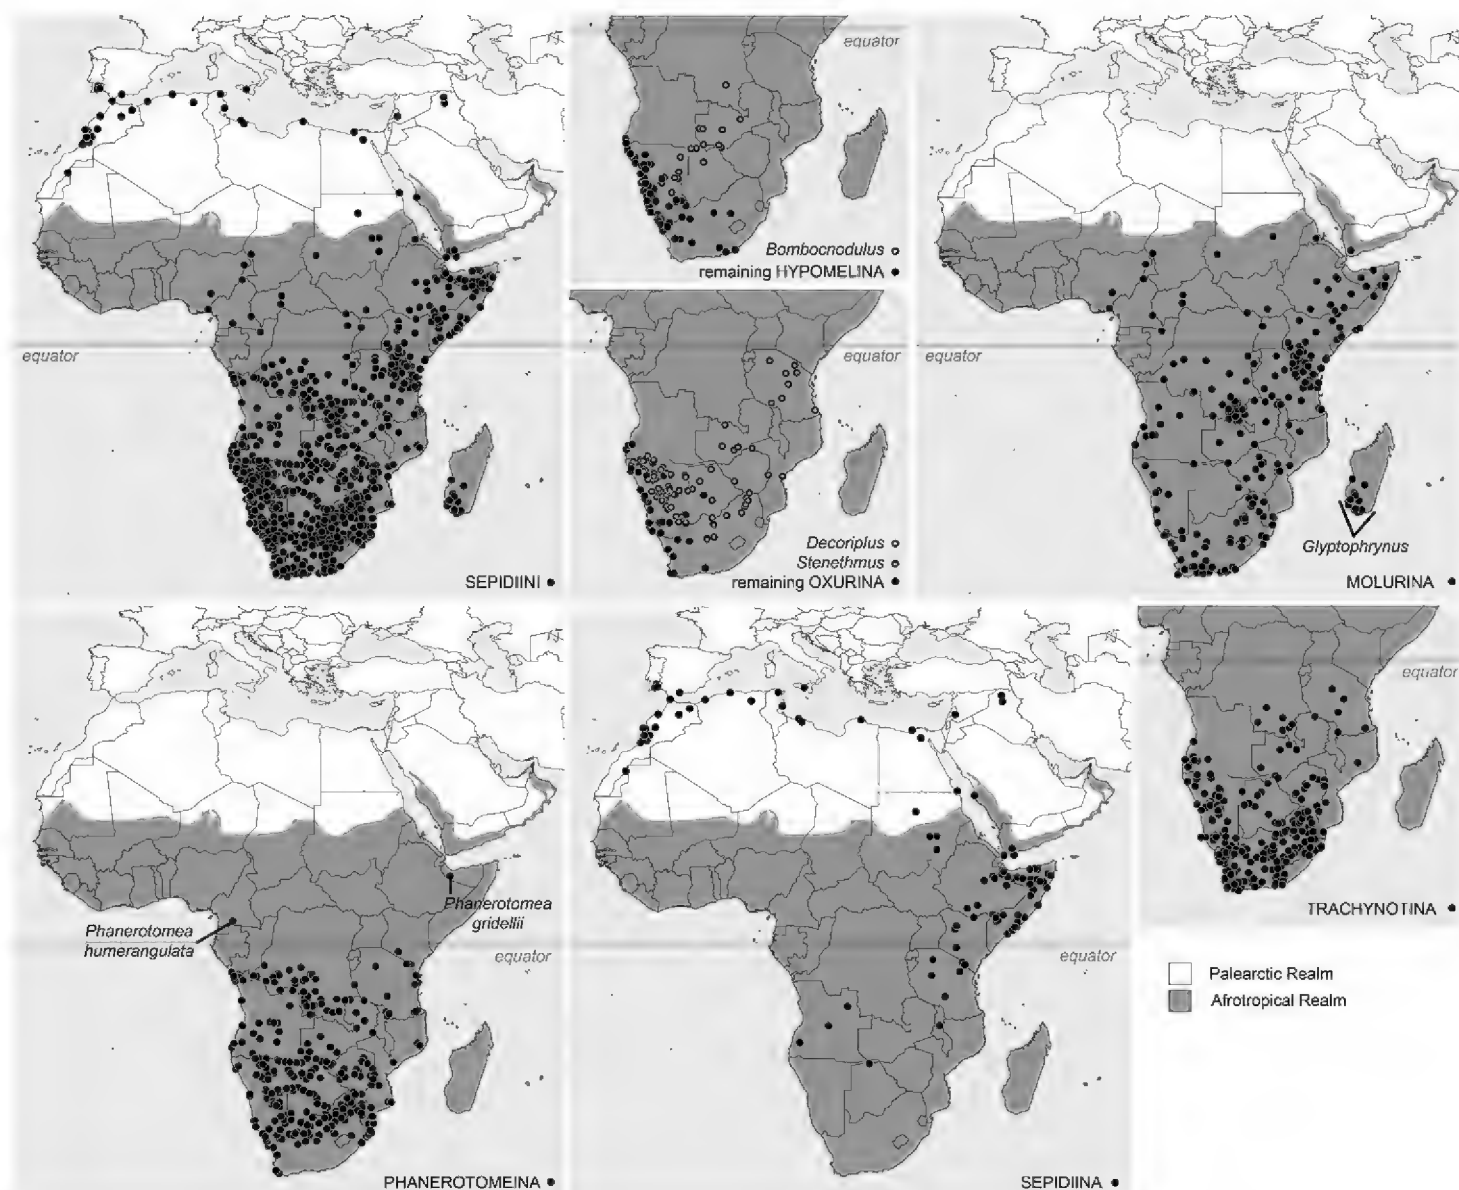 equator
SEPIDIINI
equator
Bombocnodulus
remaining HYPOMELINA
equator
Decoriplus
Stenethmus
remaining OXURINA
equator
Glyptophrynus
MOLURINA
Phanerotomea
humerangulata
Phanerotomea
gridellii
equator
PHANEROTOMEINA
equator
SEPIDIINA
equator
TRACHYNOTINA
Palearctic Realm
Afrotropical Realm